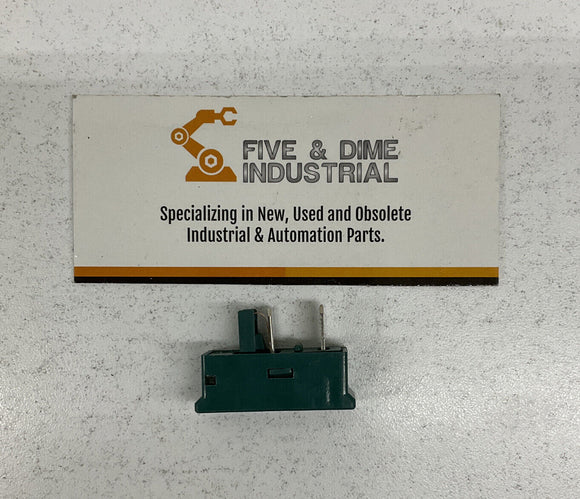 FIVE & DIME
INDUSTRIAL
Specializing in New, Used and Obsolete
Industrial & Automation Parts.